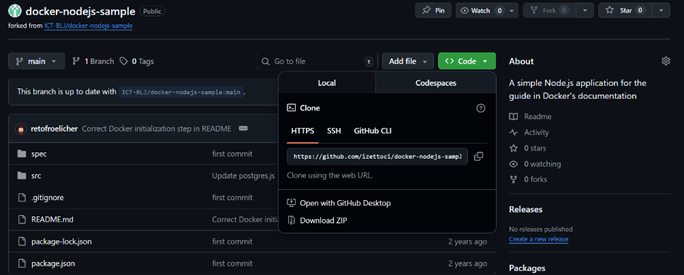 docker-nodejs-sample Public
Pin Watch 0 Fork 0 Star 0
forked from ICT-BLJ/docker-nodejs-sample
main 1 Branch 0 Tags Go to file t Add file Code
This branch is up to date with ICT-BLJ/docker-nodejs-sample:main.
retofroelicher Correct Docker initialization step in README
spec first commit
src Update postgres.js
.gitignore first commit
README.md Correct Docker initi...
package-lock.json first commit 2 years ago
package.json first commit 2 years ago
Local Codespaces
Clone
HTTPS SSH GitHub CLI
https://github.com/izettoci/docker-nodejs-sampl
Clone using the web URL.
Open with GitHub Desktop
Download ZIP
About
A simple Node.js application for the
guide in Docker's documentation
Readme
Activity
0 stars
0 watching
0 forks
Releases
No releases published
Create a new release
Packages